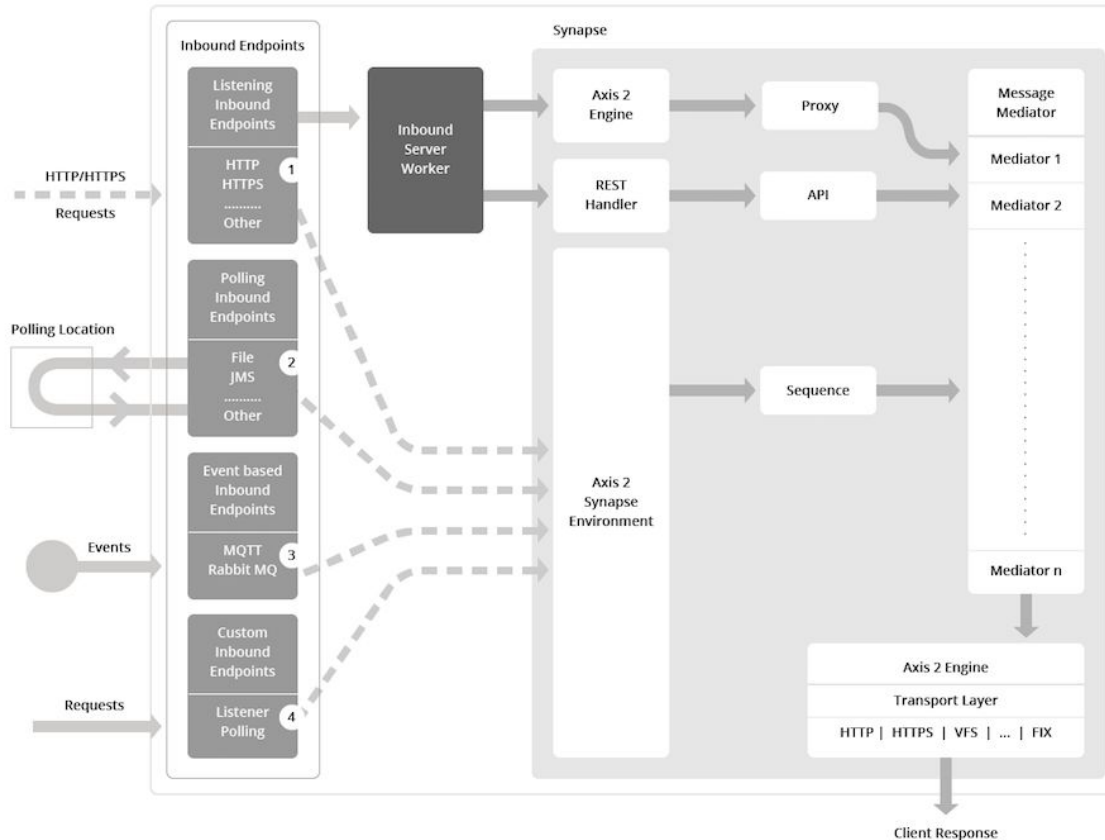 Synapse
Inbound Endpoints
Listening
Inbound
Endpoints
HTTP
HTTPS
..........
Other
1
HTTP/HTTPS
Requests
Polling
Inbound
Endpoints
File
JMS
..........
Other
2
Polling Location
Event based
Inbound
Endpoints
MQTT
Rabbit MQ
3
Events
Custom
Inbound
Endpoints
Listener
Polling
4
Requests
Inbound
Server
Worker
Axis 2
Engine
Proxy
REST
Handler
API
Axis 2
Synapse
Environment
Sequence
Message
Mediator
Mediator 1
Mediator 2
Mediator n
Axis 2 Engine
Transport Layer
HTTP | HTTPS | VFS | ... | FIX
Client Response